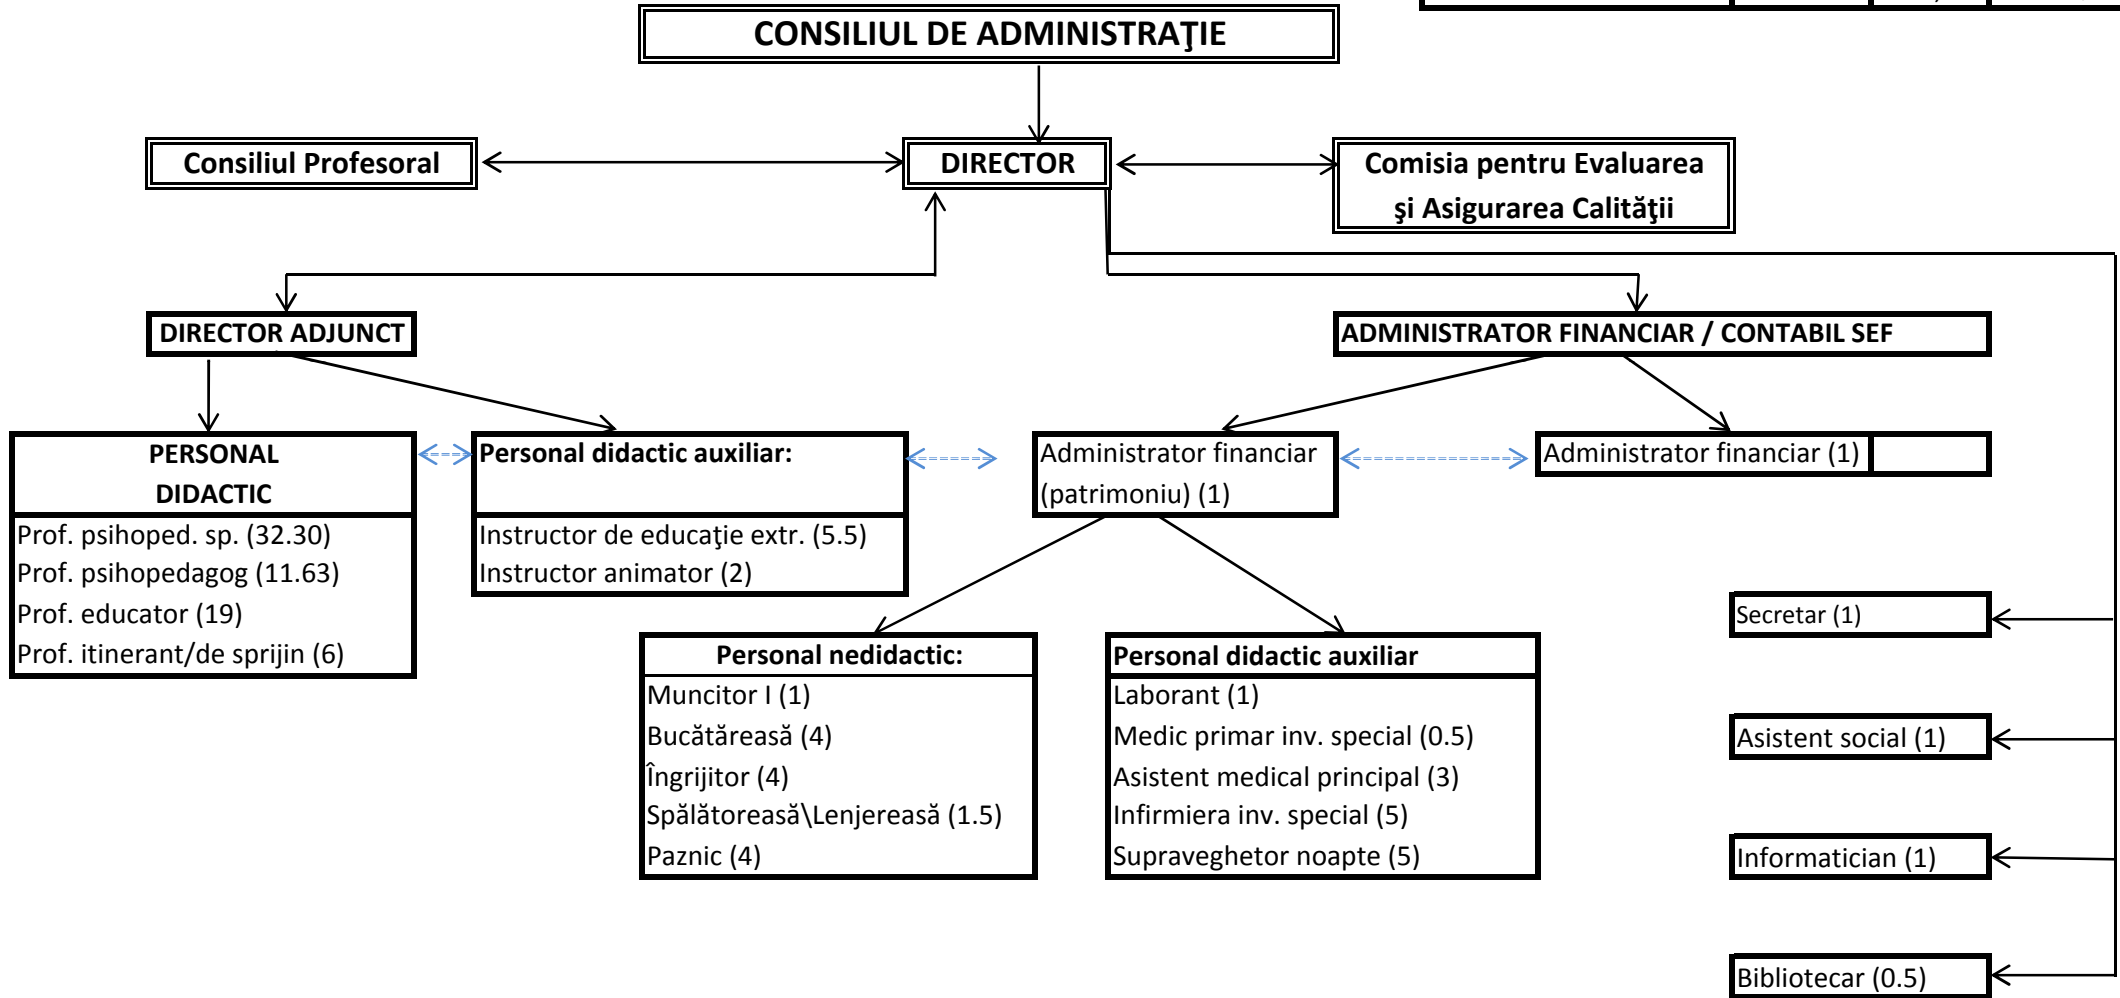 CONSILIUL DE ADMINISTRAŢIE
Consiliul Profesoral
DIRECTOR
Comisia pentru Evaluarea
şi Asigurarea Calităţii
DIRECTOR ADJUNCT
ADMINISTRATOR FINANCIAR / CONTABIL SEF
PERSONAL
DIDACTIC
Prof. psihoped. sp. (32.30)
Prof. psihopedagog (11.63)
Prof. educator (19)
Prof. itinerant/de sprijin (6)
Personal didactic auxiliar:
Instructor de educaţie extr. (5.5)
Instructor animator (2)
Administrator financiar
(patrimoniu) (1)
Administrator financiar (1)
Personal nedidactic:
Muncitor I (1)
Bucătăreasă (4)
Îngrijitor (4)
Spălătoreasă\Lenjereasă (1.5)
Paznic (4)
Personal didactic auxiliar
Laborant (1)
Medic primar inv. special (0.5)
Asistent medical principal (3)
Infirmiera inv. special (5)
Supraveghetor noapte (5)
Secretar (1)
Asistent social (1)
Informatician (1)
Bibliotecar (0.5)